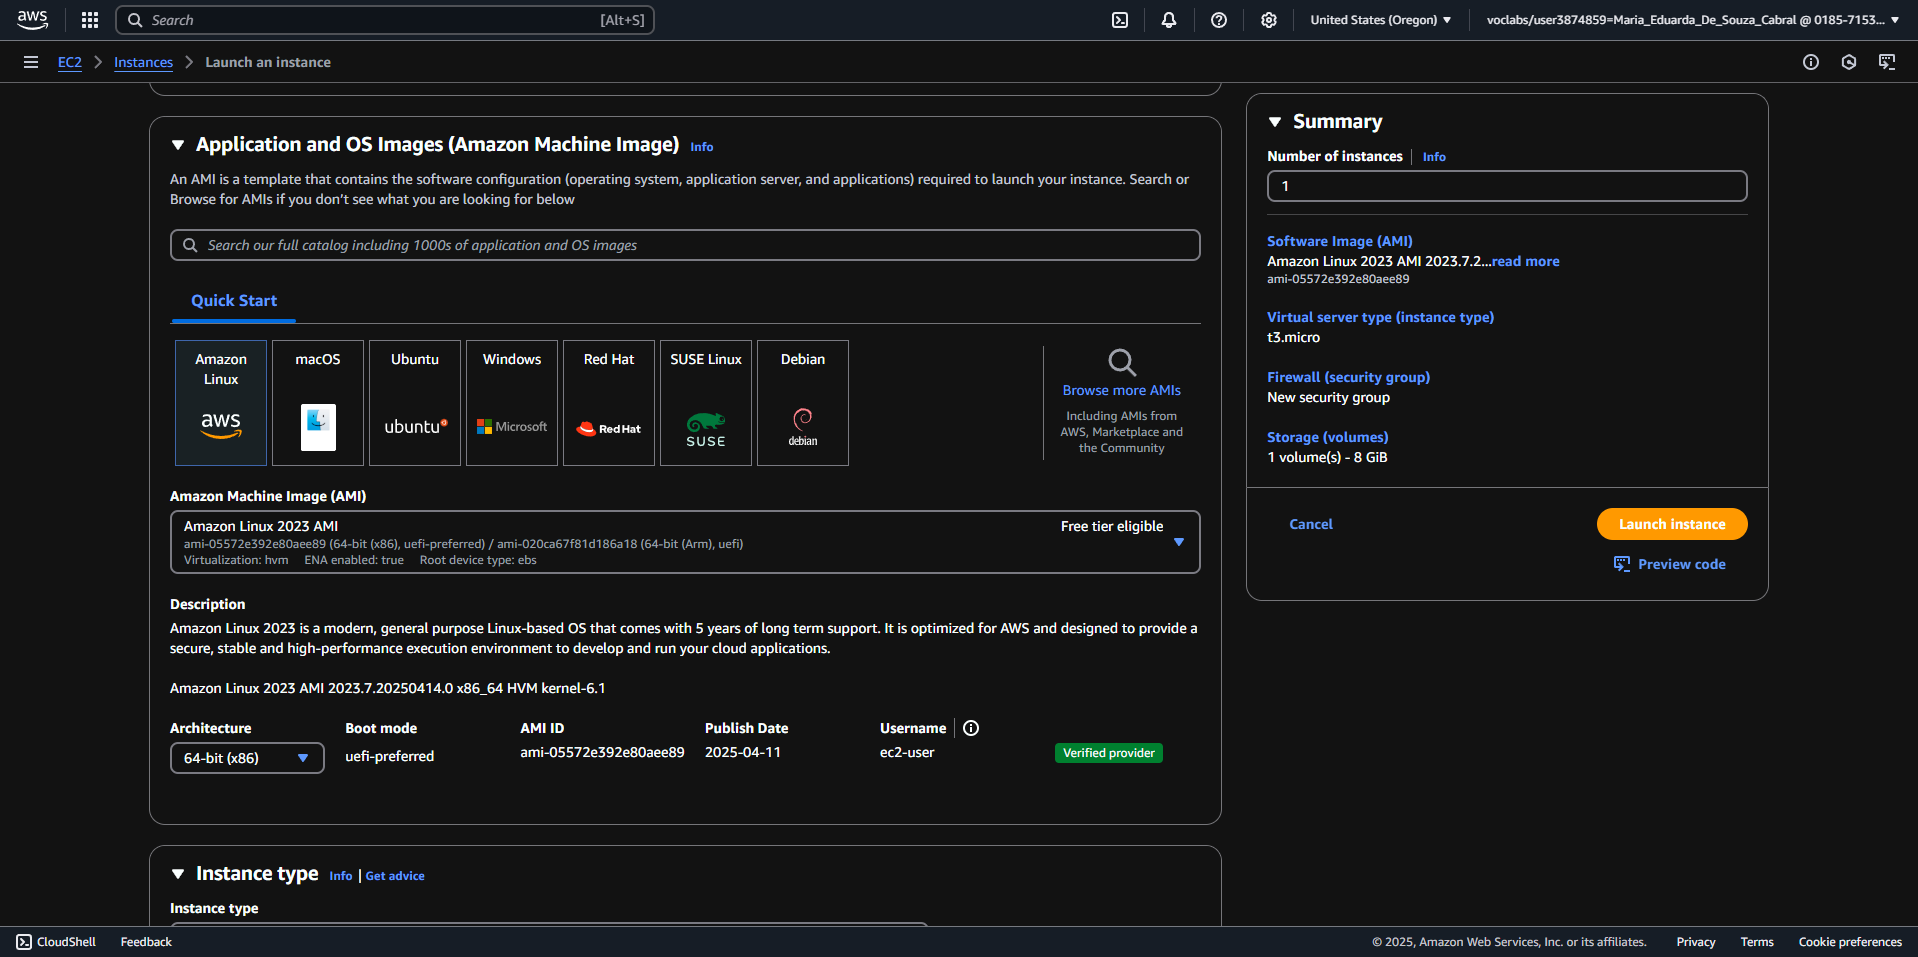 aws
Search
[Alt+S]
United States (Oregon)
voclabs/user3874859=Maria_Eduarda_De_Souza_Cabral @ 0185-7153...
EC2
Instances
Launch an instance
Application and OS Images (Amazon Machine Image)
Info
An AMI is a template that contains the software configuration (operating system, application server, and applications) required to launch your instance. Search or
Browse for AMIs if you don’t see what you are looking for below
Search our full catalog including 1000s of application and OS images
Quick Start
Amazon
Linux
aws
macOS
Ubuntu
ubuntu
Windows
Microsoft
Red Hat
Red Hat
SUSE Linux
SUSE
Debian
debian
Browse more AMIs
Including AMIs from
AWS, Marketplace and
the Community
Amazon Machine Image (AMI)
Amazon Linux 2023 AMI
Free tier eligible
ami-05572e392e80aee89 (64-bit (x86), uefi-preferred) / ami-020ca67f81d186a18 (64-bit (Arm), uefi)
Virtualization: hvm    ENA enabled: true    Root device type: ebs
Description
Amazon Linux 2023 is a modern, general purpose Linux-based OS that comes with 5 years of long term support. It is optimized for AWS and designed to provide a
secure, stable and high-performance execution environment to develop and run your cloud applications.
Amazon Linux 2023 AMI 2023.7.20250414.0 x86_64 HVM kernel-6.1
Architecture
64-bit (x86)
Boot mode
uefi-preferred
AMI ID
ami-05572e392e80aee89
Publish Date
2025-04-11
Username
ec2-user
Verified provider
Instance type
Info | Get advice
Instance type
Summary
Number of instances
Info
1
Software Image (AMI)
Amazon Linux 2023 AMI 2023.7.2...read more
ami-05572e392e80aee89
Virtual server type (instance type)
t3.micro
Firewall (security group)
New security group
Storage (volumes)
1 volume(s) - 8 GiB
Cancel
Launch instance
Preview code
CloudShell
Feedback
© 2025, Amazon Web Services, Inc. or its affiliates.
Privacy
Terms
Cookie preferences